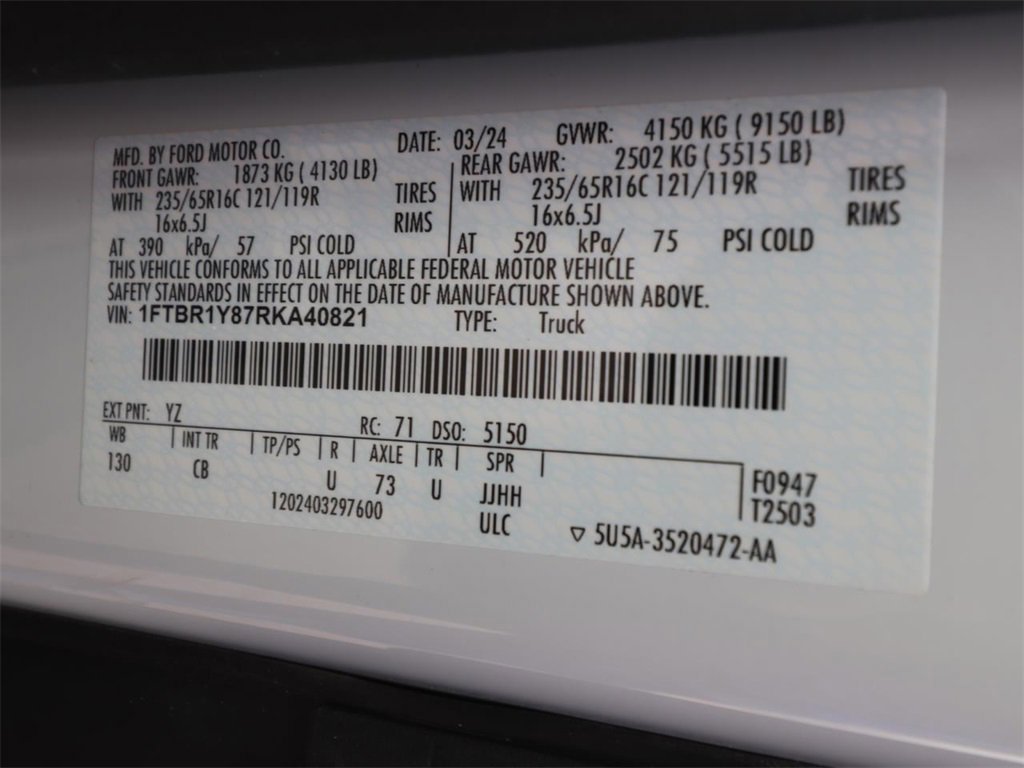 MFD. BY FORD MOTOR CO. DATE: 03/24 GVWR: 4150 KG ( 9150 LB)
FRONT GAWR: 1873 KG ( 4130 LB) REAR GAWR: 2502 KG ( 5515 LB)
WITH 235/65R16C 121/119R TIRES WITH 235/65R16C 121/119R TIRES
16x6.5J RIMS 16x6.5J RIMS
AT 390 kPa/ 57 PSI COLD AT 520 kPa/ 75 PSI COLD
THIS VEHICLE CONFORMS TO ALL APPLICABLE FEDERAL MOTOR VEHICLE
SAFETY STANDARDS IN EFFECT ON THE DATE OF MANUFACTURE SHOWN ABOVE.
VIN: 1FTBR1Y87RKA40821 TYPE: Truck
EXT PNT: YZ RC: 71 DSO: 5150
WB INT TR TP/PS R AXLE TR SPR
130 CB U 73 U JJHH F0947
1202403297600 ULC T2503
▽ 5U5A-3520472-AA